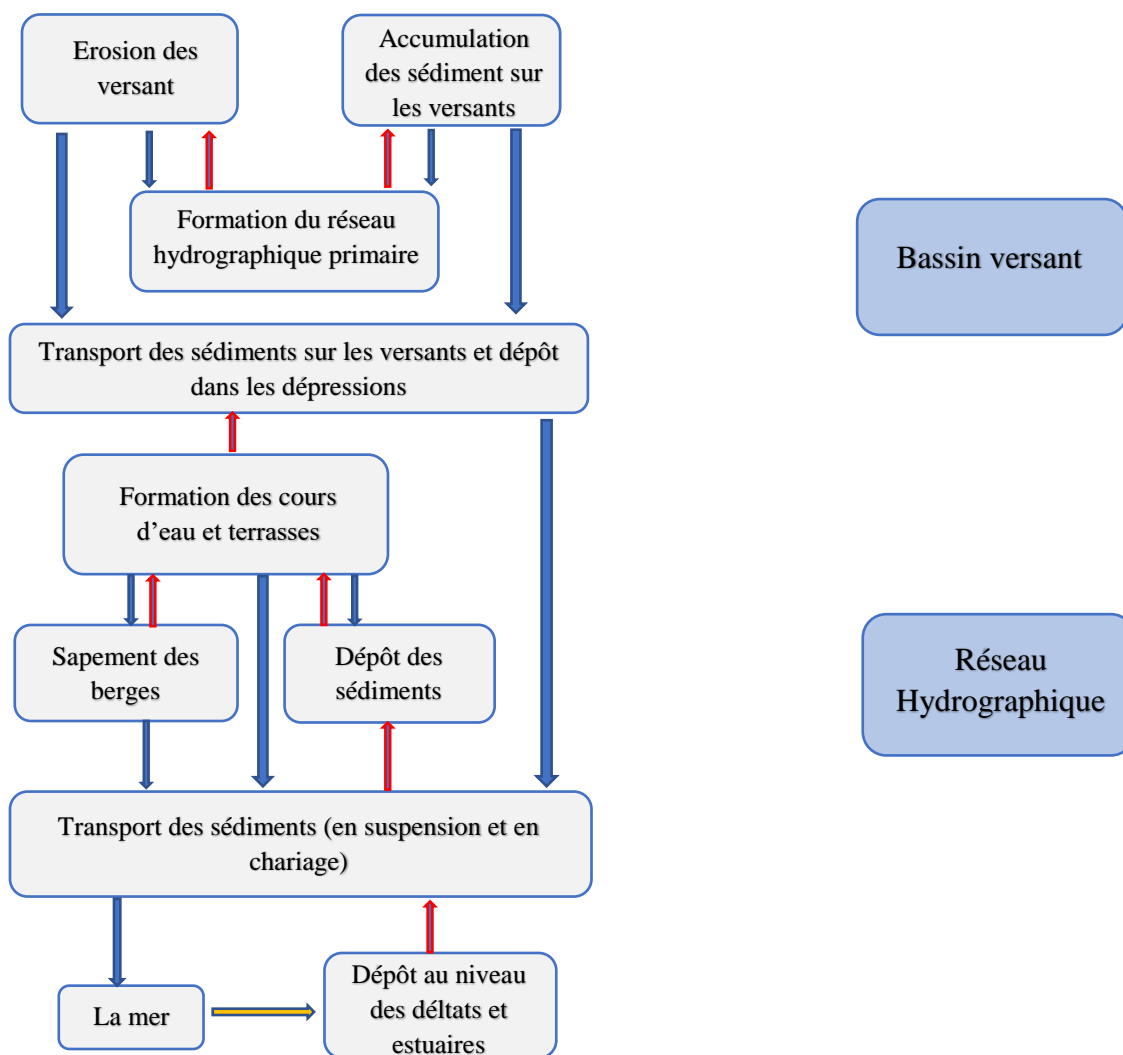 Erosion des
versant
Accumulation
des sédiment sur
les versants
Formation du réseau
hydrographique primaire
Bassin versant
Transport des sédiments sur les versants et dépôt
dans les dépressions
Formation des cours
d’eau et terrasses
Sapement des
berges
Dépôt des
sédiments
Réseau
Hydrographique
Transport des sédiments (en suspension et en
chariage)
La mer
Dépôt au niveau
des déltats et
estuaires